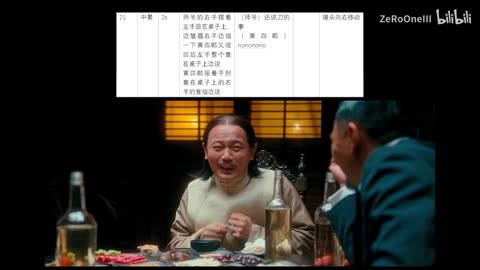 ZeRoOneIII bilibili
21 中景 2s 师爷的右手摸着 （师爷）还说刀的 镜头向右移动
左手放在桌子上， 事
边皱眉右手边指 （黄四郎）
一下黄四郎又收 nononono
回后左手整个靠
在桌子上边说
黄四郎摇着手肘
靠在桌子上的右
手的食指边说